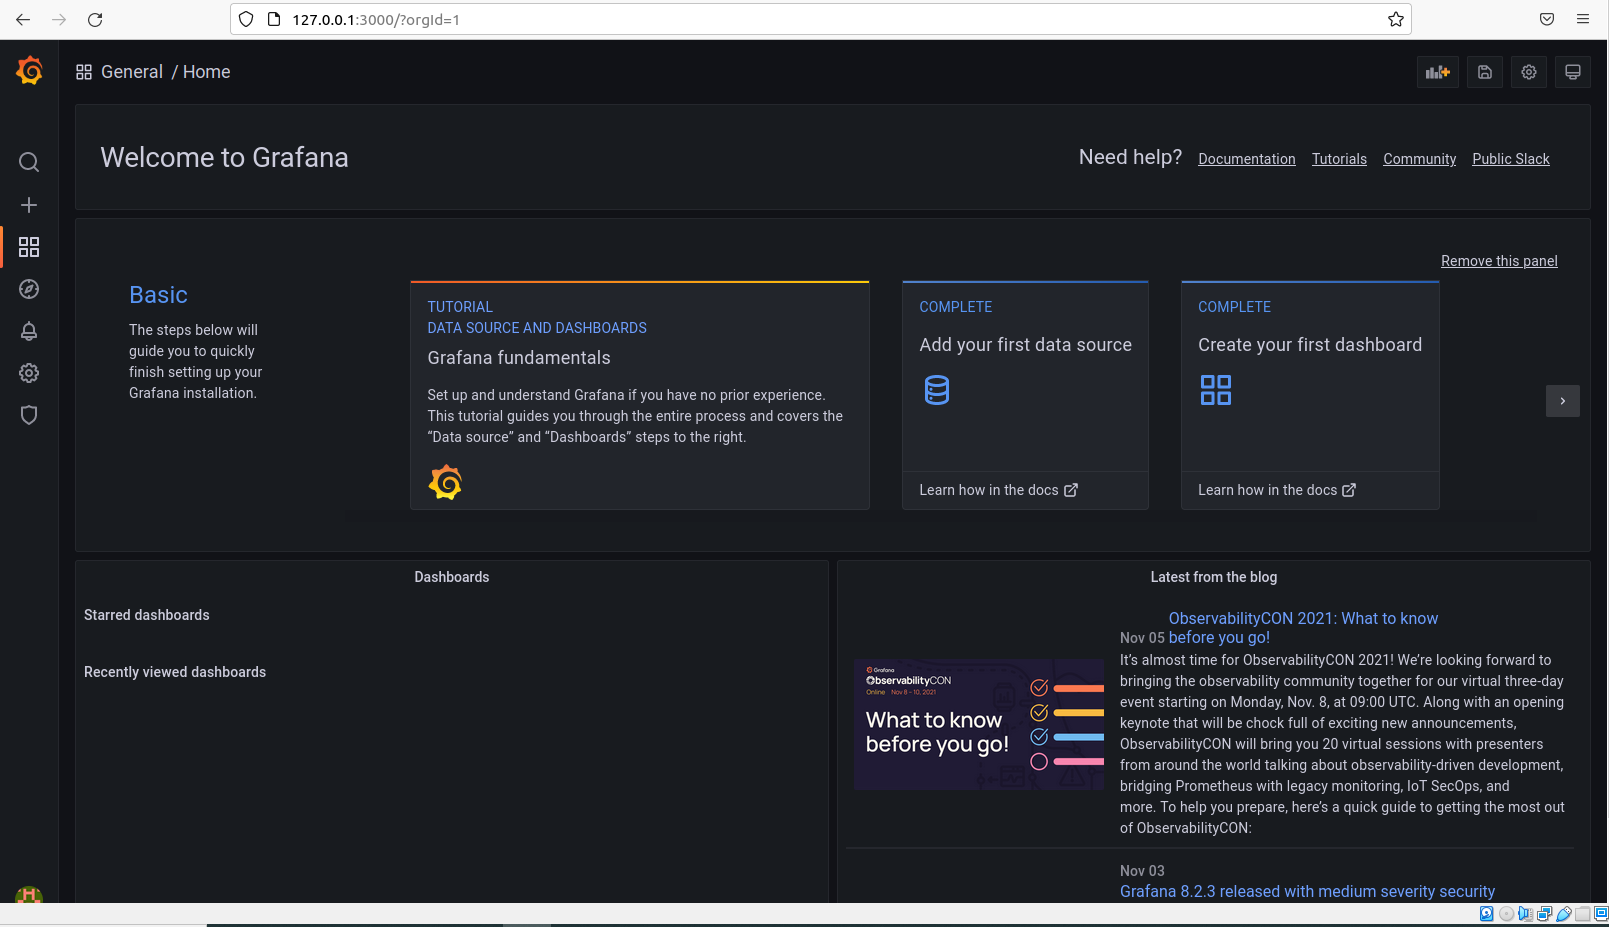 127.0.0.1:3000/?orgId=1
General / Home
Welcome to Grafana
Need help? Documentation Tutorials Community Public Slack
Remove this panel
Basic
The steps below will
guide you to quickly
finish setting up your
Grafana installation.
TUTORIAL
DATA SOURCE AND DASHBOARDS
Grafana fundamentals
Set up and understand Grafana if you have no prior experience.
This tutorial guides you through the entire process and covers the
“Data source” and “Dashboards” steps to the right.
COMPLETE
Add your first data source
Learn how in the docs
COMPLETE
Create your first dashboard
Learn how in the docs
Dashboards
Starred dashboards
Recently viewed dashboards
Latest from the blog
Grafana
ObservabilityCON
Online Nov 8 - 10, 2021
What to know
before you go!
ObservabilityCON 2021: What to know
Nov 05 before you go!
It’s almost time for ObservabilityCON 2021! We’re looking forward to
bringing the observability community together for our virtual three-day
event starting on Monday, Nov. 8, at 09:00 UTC. Along with an opening
keynote that will be chock full of exciting new announcements,
ObservabilityCON will bring you 20 virtual sessions with presenters
from around the world talking about observability-driven development,
bridging Prometheus with legacy monitoring, IoT SecOps, and
more. To help you prepare, here’s a quick guide to getting the most out
of ObservabilityCON:
Nov 03
Grafana 8.2.3 released with medium severity security